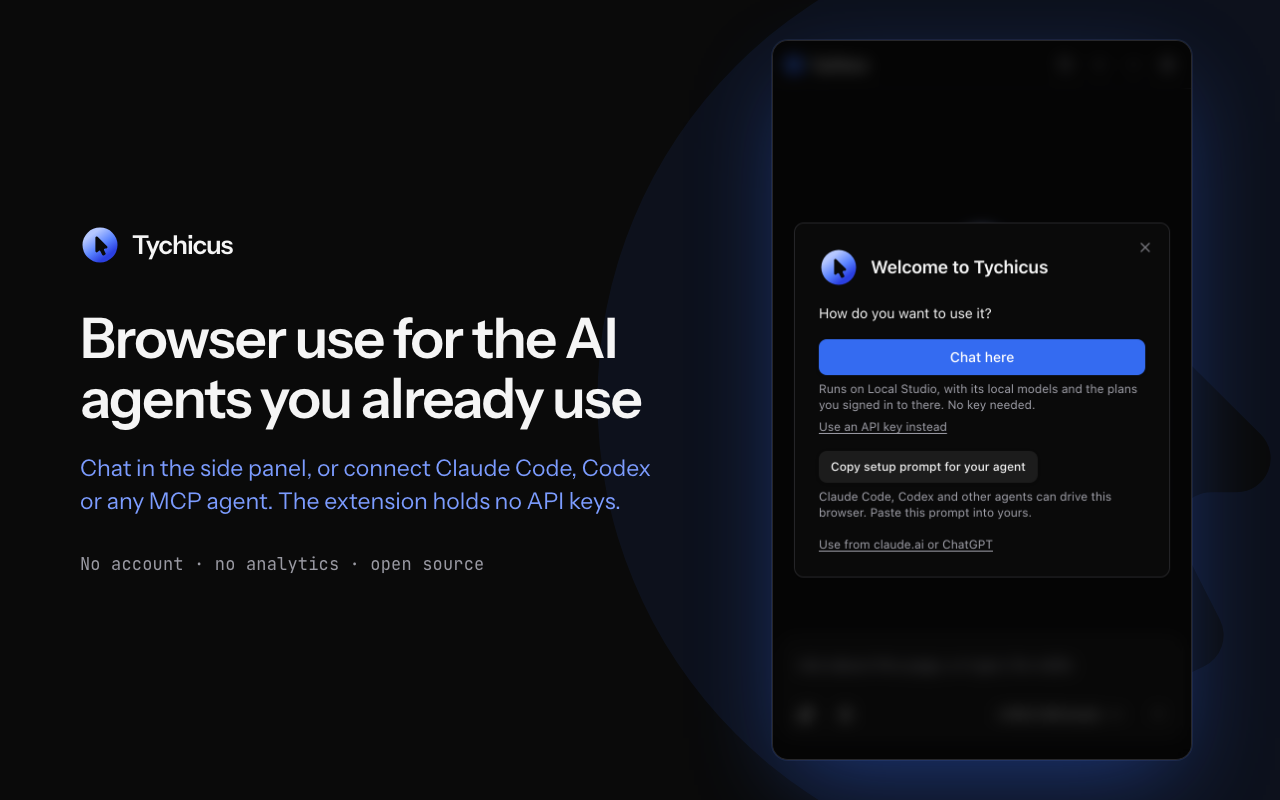 Tychicus
Browser use for the AI
agents you already use
Chat in the side panel, or connect Claude Code, Codex
or any MCP agent. The extension holds no API keys.
No account · no analytics · open source
Welcome to Tychicus
How do you want to use it?
Chat here
Runs on Local Studio, with its local models and the plans
you signed in to there. No key needed.
Use an API key instead
Copy setup prompt for your agent
Claude Code, Codex and other agents can drive this
browser. Paste this prompt into yours.
Use from claude.ai or ChatGPT